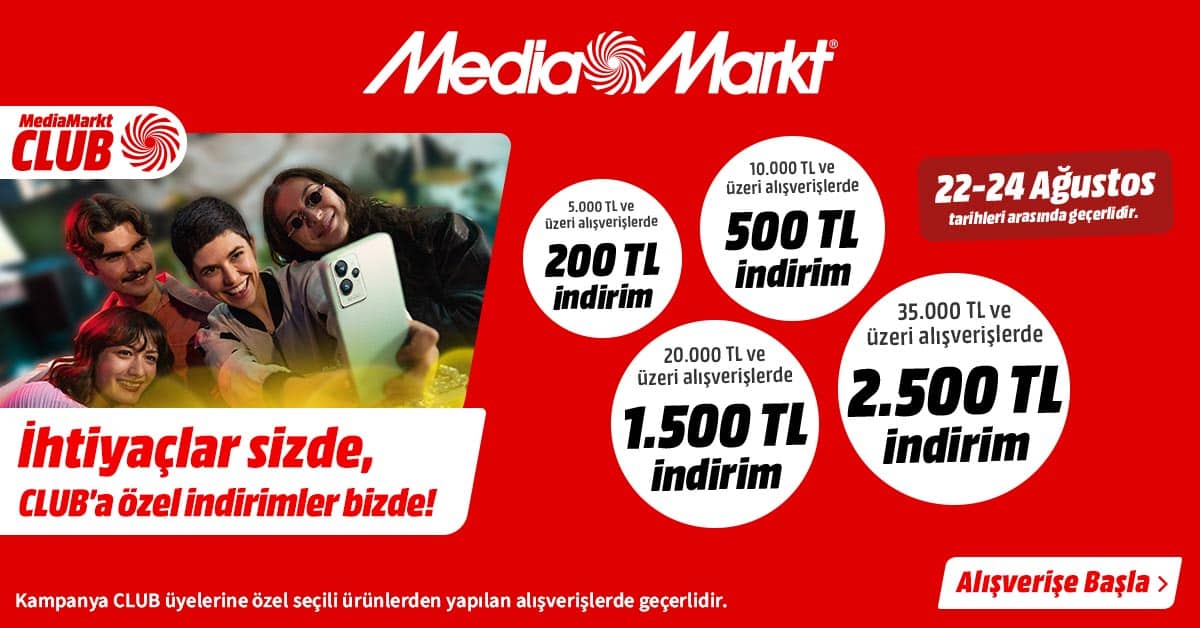 MediaMarkt®
MediaMarkt
CLUB
5.000 TL ve
üzeri alışverişlerde
200 TL
indirim
10.000 TL ve
üzeri alışverişlerde
500 TL
indirim
22-24 Ağustos
tarihleri arasında geçerlidir.
20.000 TL ve
üzeri alışverişlerde
1.500 TL
indirim
35.000 TL ve
üzeri alışverişlerde
2.500 TL
indirim
İhtiyaçlar sizde,
CLUB'a özel indirimler bizde!
Kampanya CLUB üyelerine özel seçili ürünlerden yapılan alışverişlerde geçerlidir.
Alışverişe Başla >